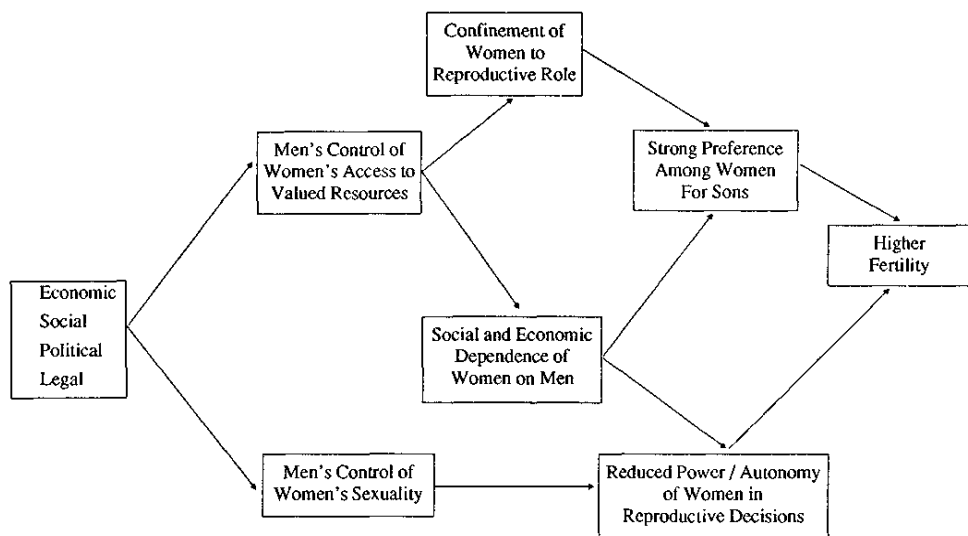 Confinement of
Women to
Reproductive Role
Men's Control of
Women's Access to
Valued Resources
Strong Preference
Among Women
For Sons
Higher
Fertility
Economic
Social
Political
Legal
Social and Economic
Dependence of
Women on Men
Men's Control of
Women's Sexuality
Reduced Power / Autonomy
of Women in
Reproductive Decisions